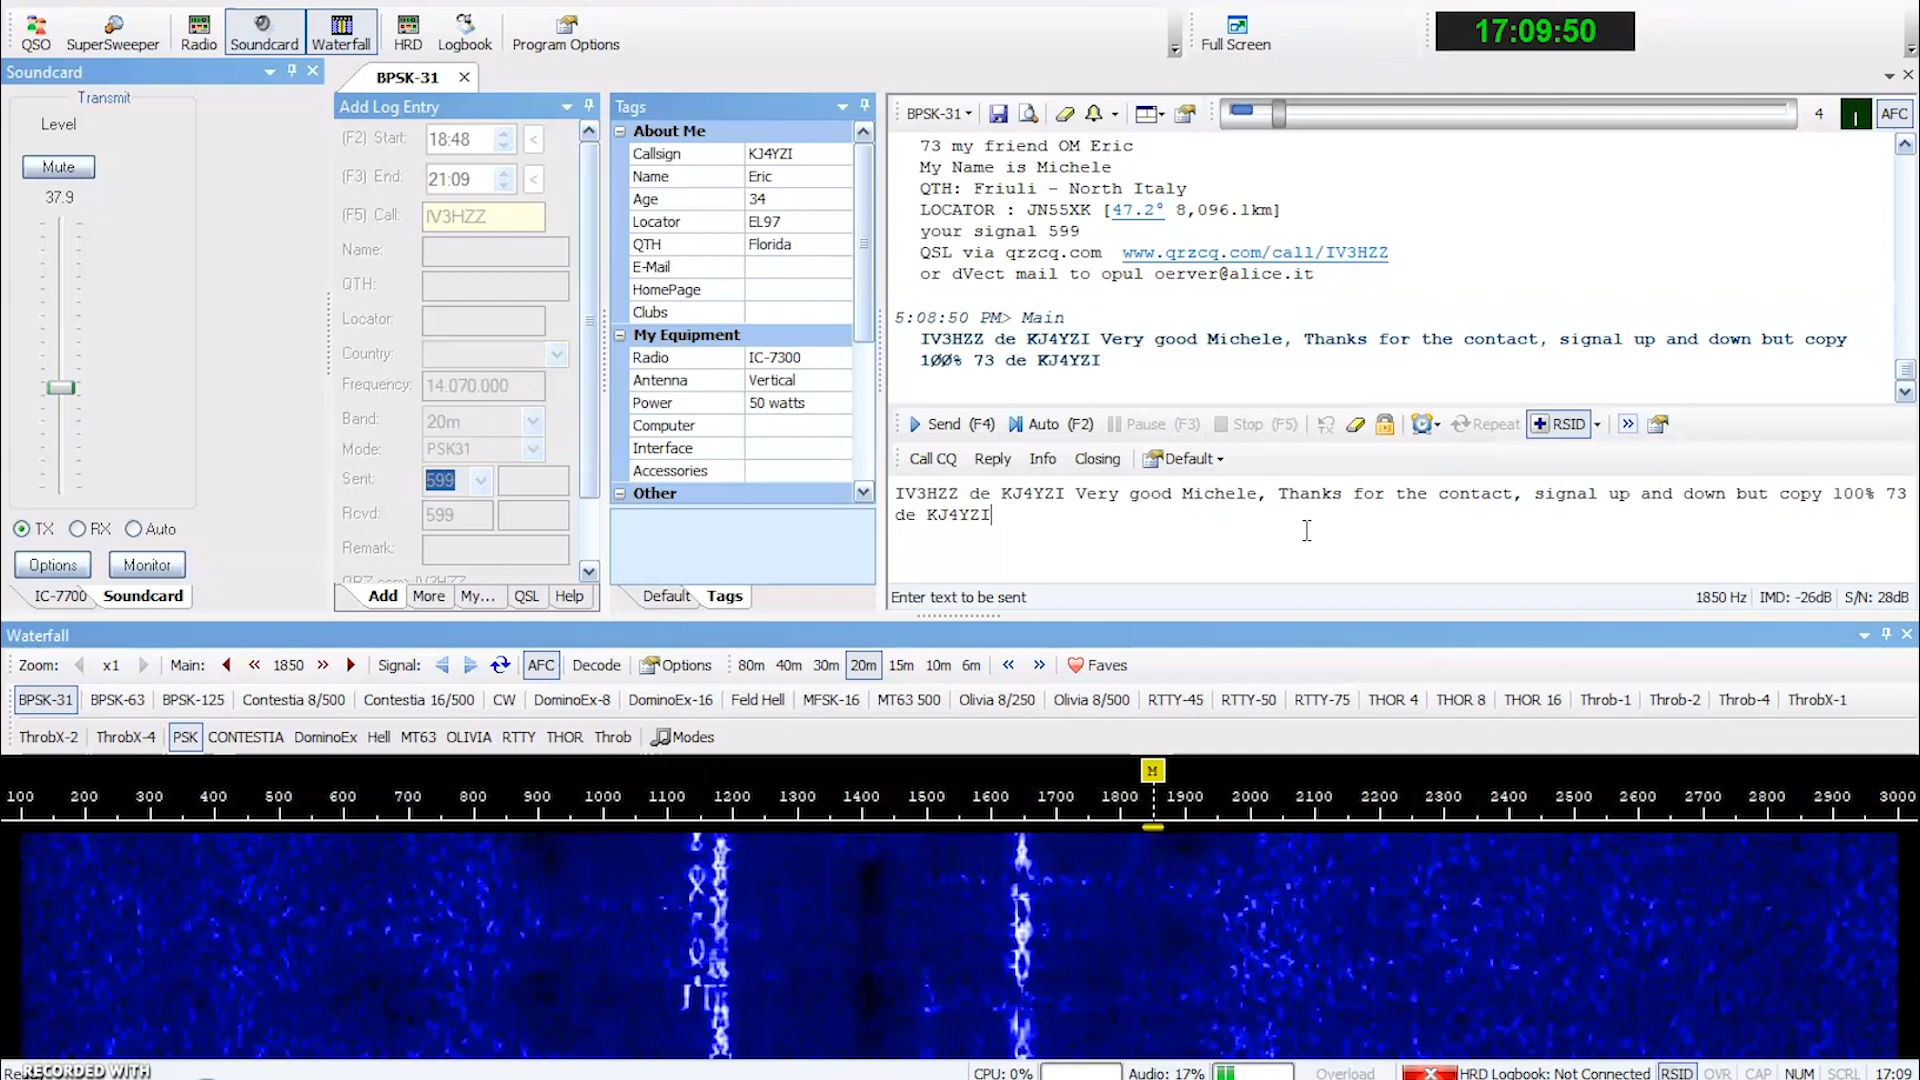 QSO SuperSweeper Radio Soundcard Waterfall HRD Logbook Program Options Full Screen 17:09:50
Soundcard
Transmit
Level
Mute
37.9
TX RX Auto
Options Monitor
IC-7700 Soundcard
BPSK-31
Add Log Entry
(F2) Start: 18:48 <
(F3) End: 21:09 <
(F5) Call: IV3HZZ
Name:
QTH:
Locator:
Country:
Frequency: 14.070.000
Band: 20m
Mode: PSK31
Sent: 599
Rcvd: 599
Remark:
Add More My... QSL Help
Tags
About Me
Callsign KJ4YZI
Name Eric
Age 34
Locator EL97
QTH Florida
E-Mail
HomePage
Clubs
My Equipment
Radio IC-7300
Antenna Vertical
Power 50 watts
Computer
Interface
Accessories
Other
Default Tags
BPSK-31 4 AFC
73 my friend OM Eric
My Name is Michele
QTH: Friuli - North Italy
LOCATOR : JN55XK [47.2° 8,096.1km]
your signal 599
QSL via qrzcq.com www.qrzcq.com/call/IV3HZZ
or dVect mail to opul oerver@alice.it
5:08:50 PM> Main
IV3HZZ de KJ4YZI Very good Michele, Thanks for the contact, signal up and down but copy
1ØØ% 73 de KJ4YZI
Send (F4) Auto (F2) Pause (F3) Stop (F5) Repeat RSID
Call CQ Reply Info Closing Default
IV3HZZ de KJ4YZI Very good Michele, Thanks for the contact, signal up and down but copy 100% 73
de KJ4YZI
Enter text to be sent 1850 Hz IMD: -26dB S/N: 28dB
Waterfall
Zoom: x1 Main: 1850 Signal: AFC Decode Options 80m 40m 30m 20m 15m 10m 6m Faves
BPSK-31 BPSK-63 BPSK-125 Contestia 8/500 Contestia 16/500 CW DominoEx-8 DominoEx-16 Feld Hell MFSK-16 MT63 500 Olivia 8/250 Olivia 8/500 RTTY-45 RTTY-50 RTTY-75 THOR 4 THOR 8 THOR 16 Throb-1 Throb-2 Throb-4 ThrobX-1
ThrobX-2 ThrobX-4 PSK CONTESTIA DominoEx Hell MT63 OLIVIA RTTY THOR Throb Modes
M
100 200 300 400 500 600 700 800 900 1000 1100 1200 1300 1400 1500 1600 1700 1800 1900 2000 2100 2200 2300 2400 2500 2600 2700 2800 2900 3000
RECORDED WITH
CPU: 0% Audio: 17% Overload HRD Logbook: Not Connected RSID OVR CAP NUM SCRL 17:09